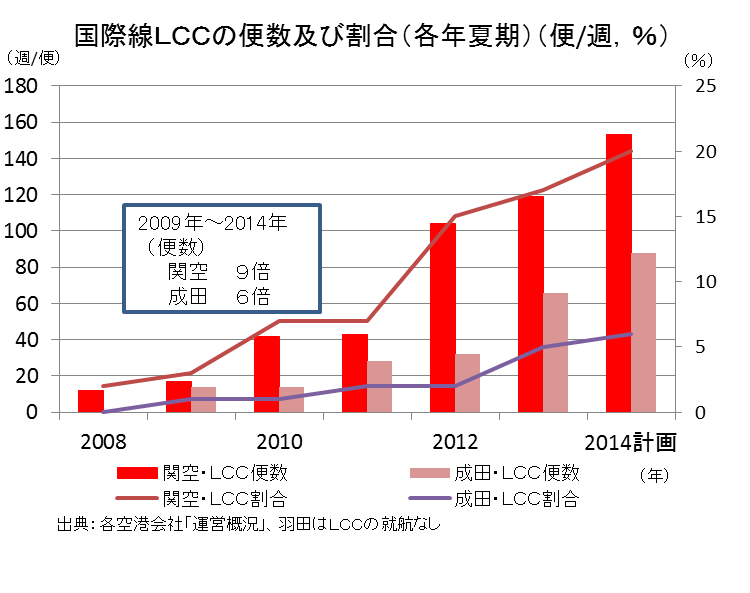 国際線LCCの便数及び割合（各年夏期）（便/週，％）
（週/便）
（％）
180
160
140
120
100
80
60
40
20
0
25
20
15
10
5
0
2009年～2014年
（便数）
関空　９倍
成田　６倍
2008　2010　2012　2014計画
（年）
関空・LCC便数　成田・LCC便数
関空・LCC割合　成田・LCC割合
出典：各空港会社「運営概況」、羽田はLCCの就航なし